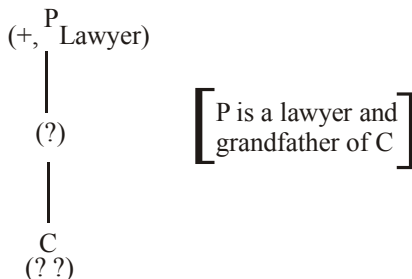 P
(+, Lawyer)
(?)
P is a lawyer and
grandfather of C
C
(? ?)